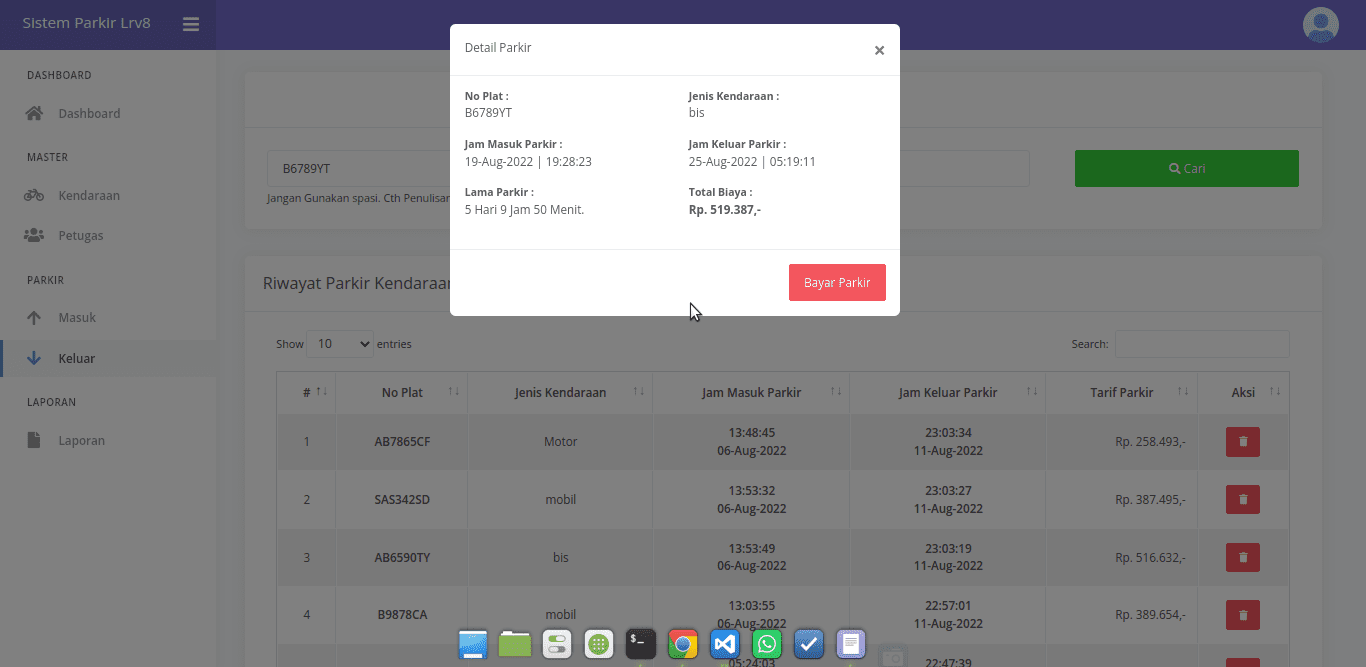 Sistem Parkir Lrv8
DASHBOARD
Dashboard
MASTER
Kendaraan
Petugas
PARKIR
Masuk
Keluar
LAPORAN
Laporan
Detail Parkir
×
No Plat :
B6789YT
Jenis Kendaraan :
bis
Jam Masuk Parkir :
19-Aug-2022 | 19:28:23
Jam Keluar Parkir :
25-Aug-2022 | 05:19:11
Lama Parkir :
5 Hari 9 Jam 50 Menit.
Total Biaya :
Rp. 519.387,-
Bayar Parkir
B6789YT
Cari
Jangan Gunakan spasi. Cth Penulisan
Riwayat Parkir Kendaraan
Show 10 entries
Search:
# No Plat Jenis Kendaraan Jam Masuk Parkir Jam Keluar Parkir Tarif Parkir Aksi
1 AB7865CF Motor 13:48:45 23:03:34 Rp. 258.493,-
06-Aug-2022 11-Aug-2022
2 SAS342SD mobil 13:53:32 23:03:27 Rp. 387.495,-
06-Aug-2022 11-Aug-2022
3 AB6590TY bis 13:53:49 23:03:19 Rp. 516.632,-
06-Aug-2022 11-Aug-2022
4 B9878CA mobil 13:03:55 22:57:01 Rp. 389.654,-
06-Aug-2022 11-Aug-2022
05:24:03 22:47:39